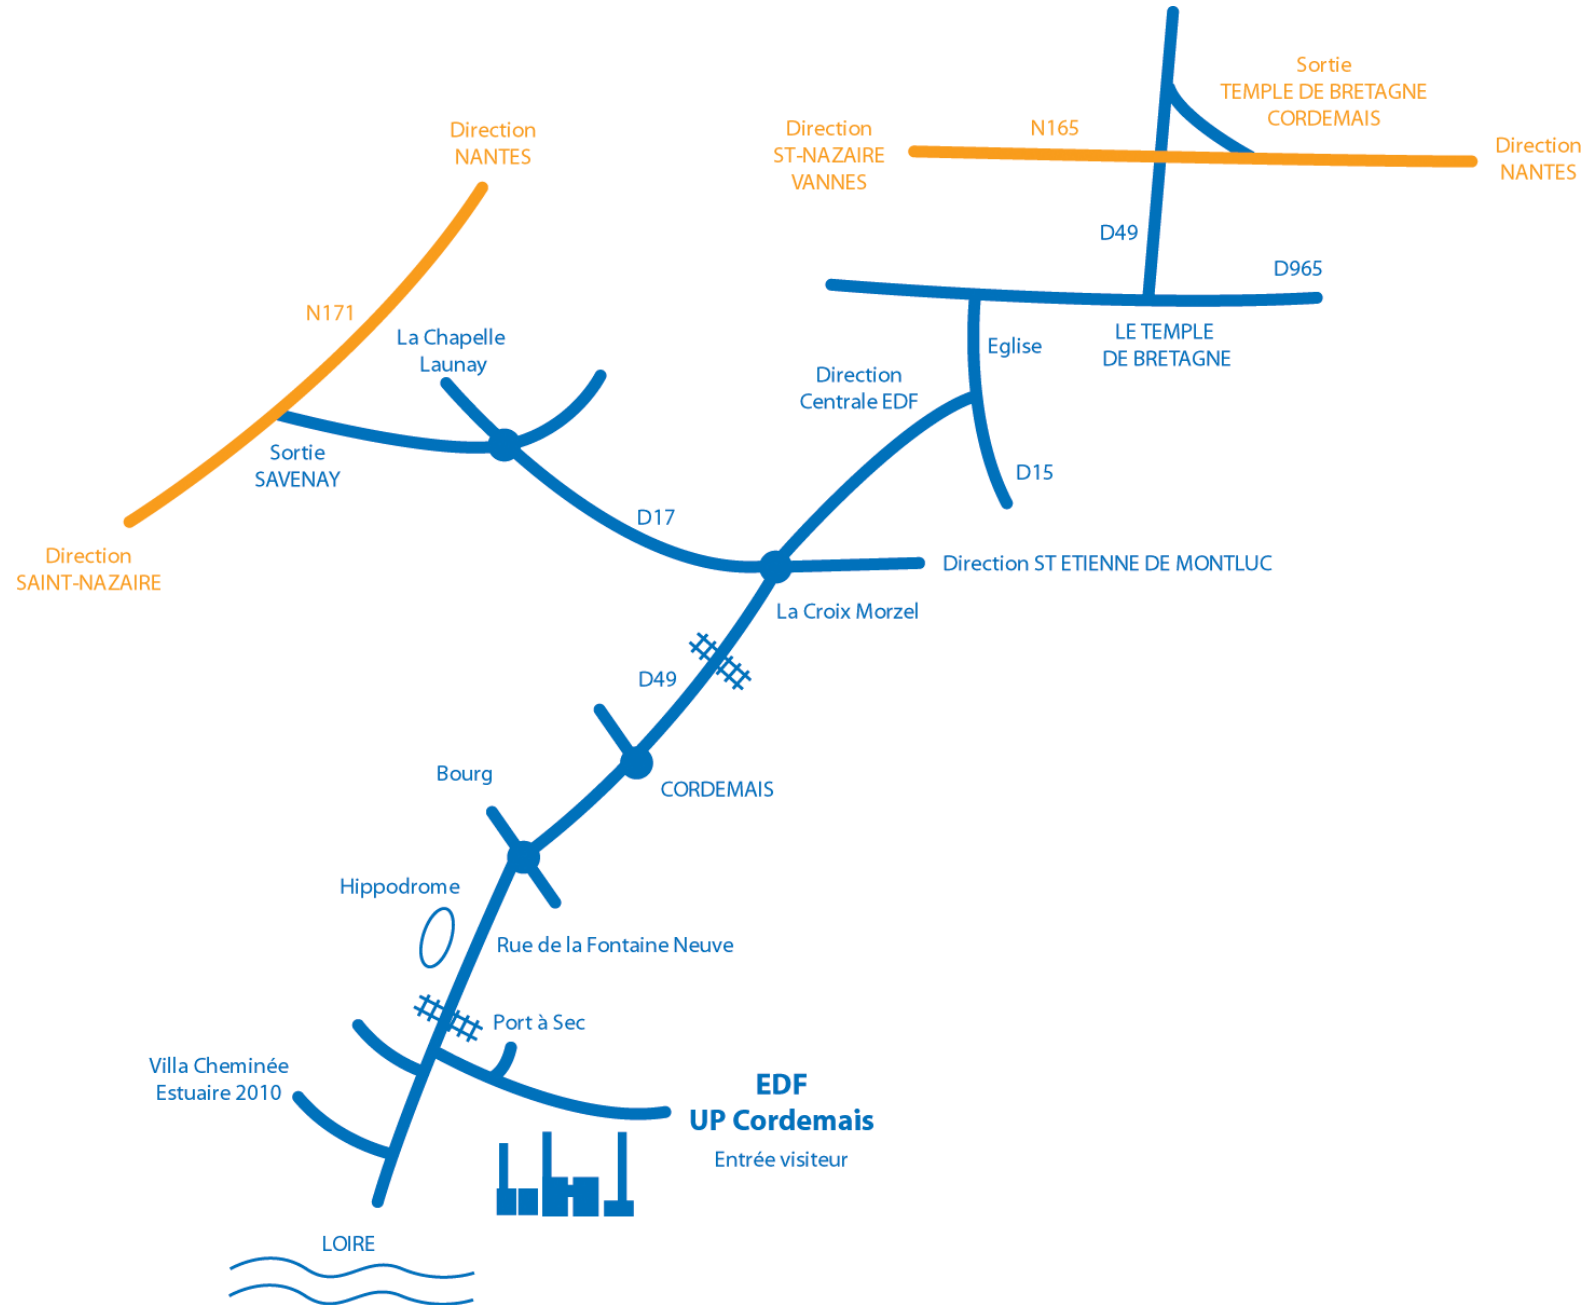 Sortie
TEMPLE DE BRETAGNE
CORDEMAIS
Direction
NANTES
Direction
ST-NAZAIRE
VANNES
N165
Direction
NANTES
D49
D965
N171
La Chapelle
Launay
LE TEMPLE
DE BRETAGNE
Eglise
Direction
Centrale EDF
Sortie
SAVENAY
D15
D17
Direction
SAINT-NAZAIRE
Direction ST ETIENNE DE MONTLUC
La Croix Morzel
D49
Bourg
CORDEMAIS
Hippodrome
Rue de la Fontaine Neuve
Port à Sec
Villa Cheminée
Estuaire 2010
EDF
UP Cordemais
Entrée visiteur
LOIRE